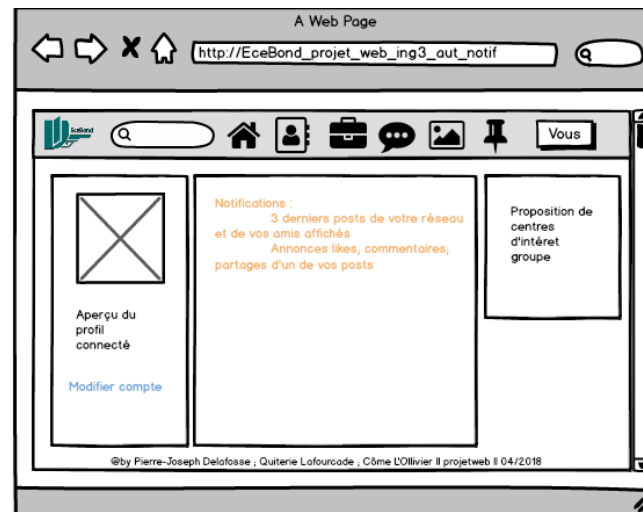 A Web Page
http://EceBond_projet_web_ing3_aut_notif
EceBond
Vous
Aperçu du
profil
connecté
Modifier compte
Notifications :
3 derniers posts de votre réseau
et de vos amis affichés
Annonces likes, commentaires,
partages d'un de vos posts
Proposition de
centres
d'intéret
groupe
@by Pierre-Joseph Delafosse ; Quiterie Lafourcade ; Côme L'Ollivier II projetweb II 04/2018